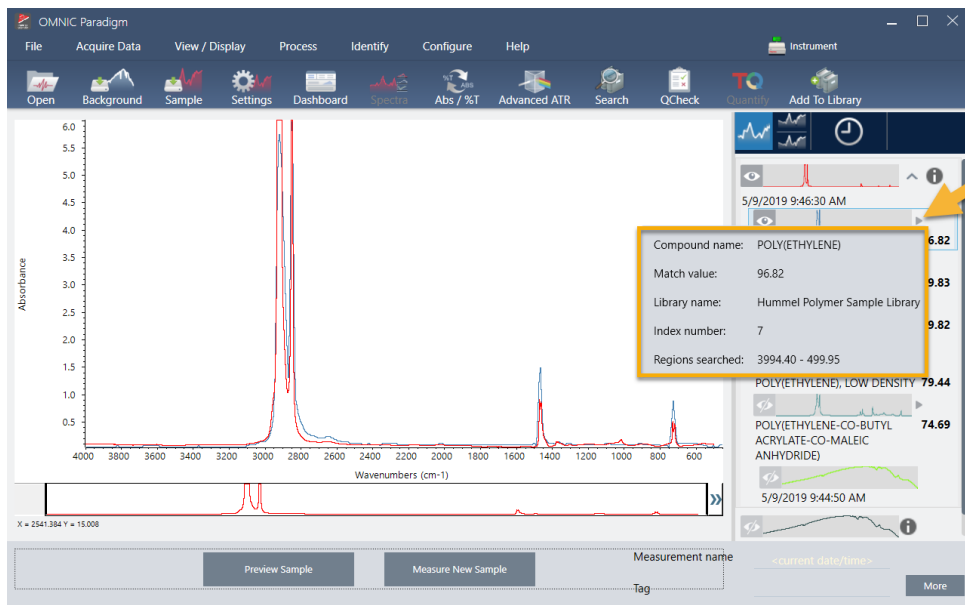 OMNIC Paradigm
File Acquire Data View / Display Process Identify Configure Help Instrument
Open Background Sample Settings Dashboard Spectra %T ABS Abs / %T Advanced ATR Search QCheck TQ Quantify Add To Library
6.0
5.5
5.0
4.5
4.0
3.5
3.0
2.5
2.0
1.5
1.0
0.5
Absorbance
4000 3800 3600 3400 3200 3000 2800 2600 2400 2200 2000 1800 1600 1400 1200 1000 800 600
Wavenumbers (cm-1)
X = 2541.384 Y = 15.008
5/9/2019 9:46:30 AM
6.82
9.83
9.82
Compound name: POLY(ETHYLENE)
Match value: 96.82
Library name: Hummel Polymer Sample Library
Index number: 7
Regions searched: 3994.40 - 499.95
POLY(ETHYLENE), LOW DENSITY 79.44
POLY(ETHYLENE-CO-BUTYL 74.69
ACRYLATE-CO-MALEIC
ANHYDRIDE)
5/9/2019 9:44:50 AM
Preview Sample Measure New Sample
Measurement name <current date/time>
Tag
More